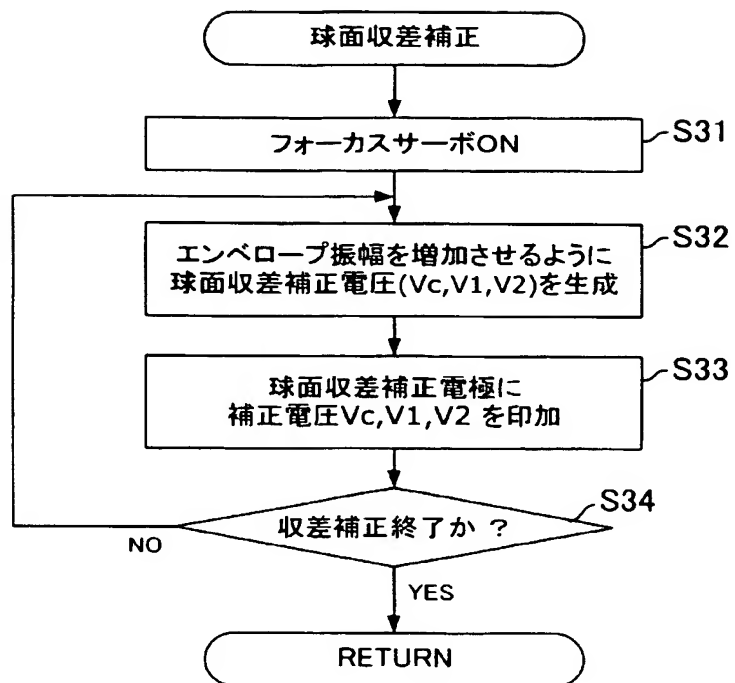 球面収差補正
フォーカスサーボON
S31
エンベロープ振幅を増加させるように
球面収差補正電圧(Vc,V1,V2)を生成
S32
球面収差補正電極に
補正電圧Vc,V1,V2 を印加
S33
収差補正終了か ?
S34
NO
YES
RETURN